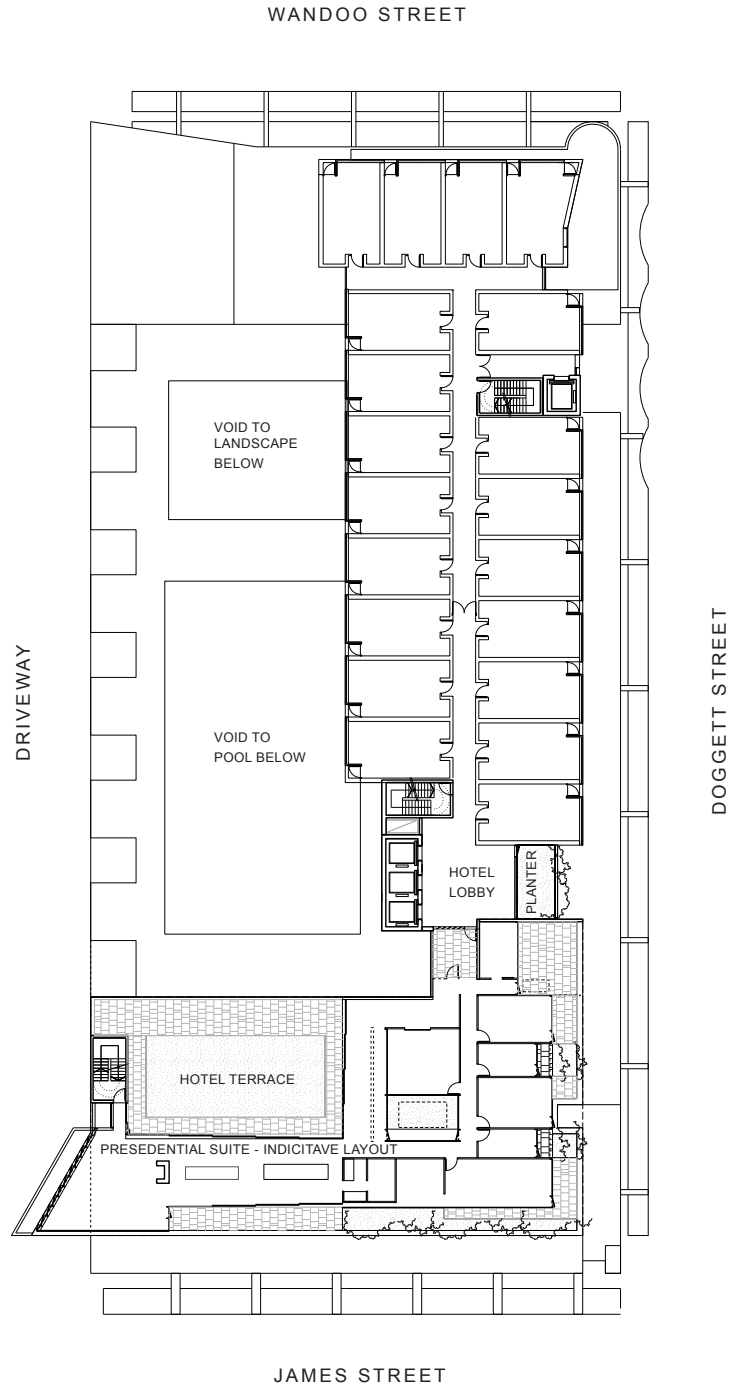 WANDOO STREET
VOID TO
LANDSCAPE
BELOW
DRIVEWAY
DOGGETT STREET
VOID TO
POOL BELOW
HOTEL
LOBBY
PLANTER
HOTEL TERRACE
PRESEDENTIAL SUITE - INDICITAVE LAYOUT
JAMES STREET